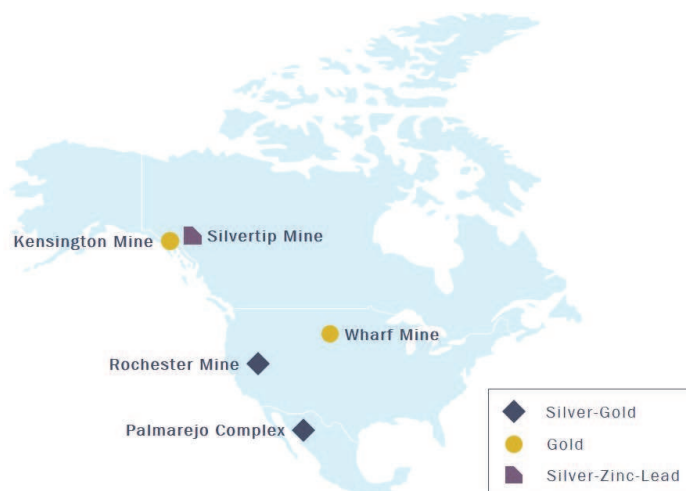 Silvertip Mine
Kensington Mine
Wharf Mine
Rochester Mine
Palmarejo Complex
Silver-Gold
Gold
Silver-Zinc-Lead